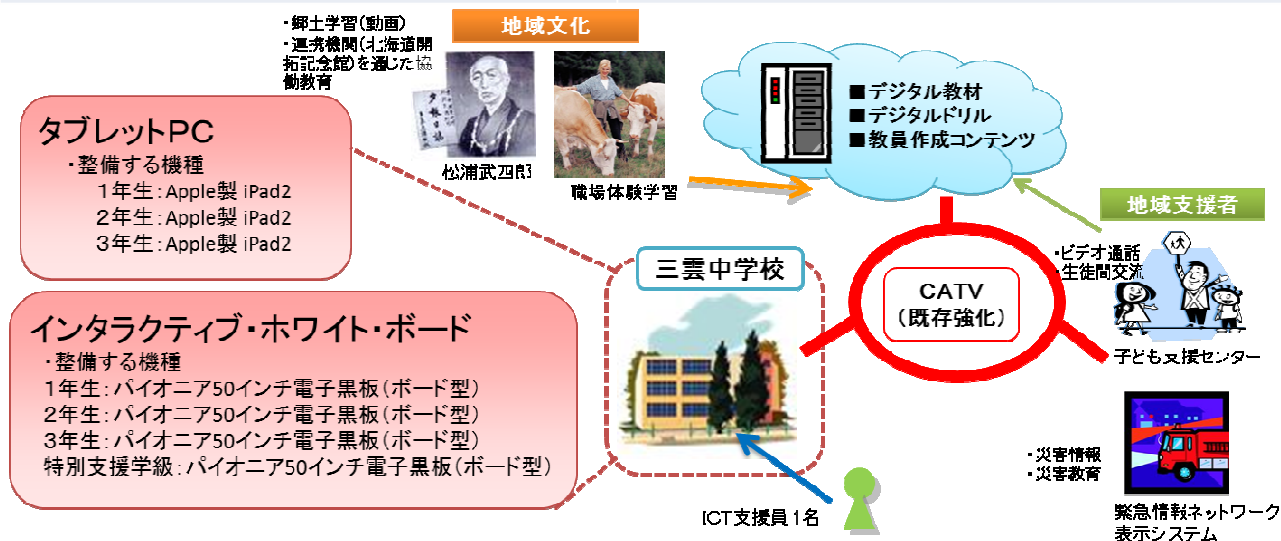 ・郷土学習（動画）
・連携機関（北海道開
拓記念館）を通じた協
働教育
地域文化
松浦武四郎
職場体験学習
■デジタル教材
■デジタルドリル
■教員作成コンテンツ
タブレットPC
・整備する機種
１年生：Apple製 iPad2
２年生：Apple製 iPad2
３年生：Apple製 iPad2
インタラクティブ・ホワイト・ボード
・整備する機種
１年生：パイオニア50インチ電子黒板（ボード型）
２年生：パイオニア50インチ電子黒板（ボード型）
３年生：パイオニア50インチ電子黒板（ボード型）
特別支援学級：パイオニア50インチ電子黒板（ボード型）
三雲中学校
ICT支援員１名
CATV
（既存強化）
地域支援者
・ビデオ通話
・生徒間交流
子ども支援センター
・災害情報
・災害教育
緊急情報ネットワーク
表示システム